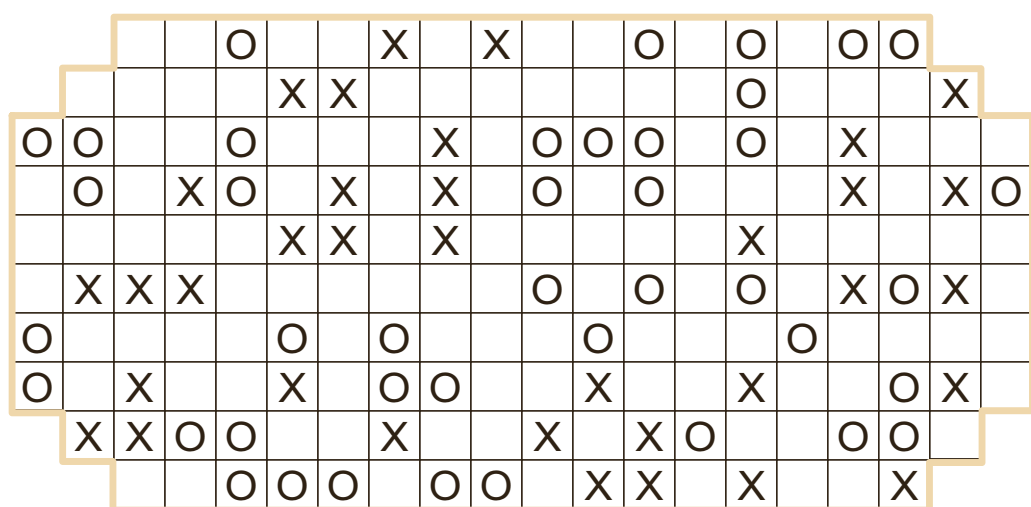 O X X O O O O
X X O X
O O O X O O O O X
O X O X X O O X X O
X X X X
X X X O O O X O X
O O O O O
O X X O O X X O X
X X O O X X X O O O
O O O O O X X X X